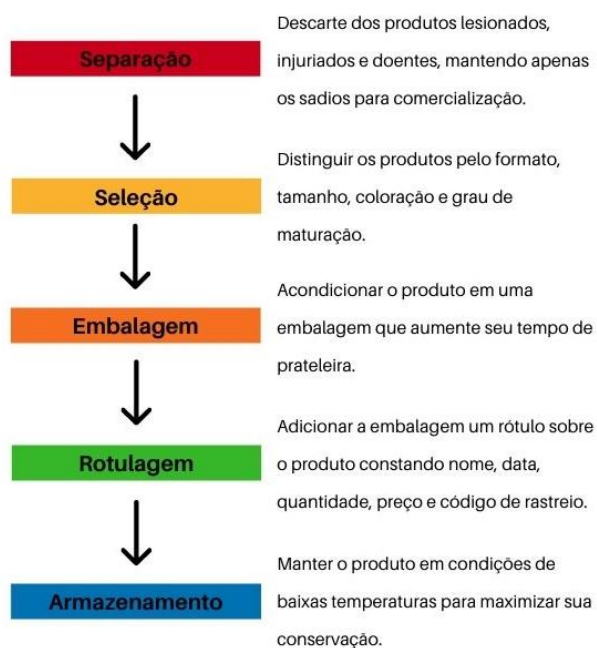 Descarte dos produtos lesionados,
Separação
injuriados e doentes, mantendo apenas
os sadios para comercialização.
Distinguir os produtos pelo formato,
Seleção
tamanho, coloração e grau de
maturação.
Acondicionar o produto em uma
Embalagem
embalagem que aumente seu tempo de
prateleira.
Adicionar a embalagem um rótulo sobre
Rotulagem
o produto constando nome, data,
quantidade, preço e código de rastreio.
Manter o produto em condições de
Armazenamento
baixas temperaturas para maximizar sua
conservação.